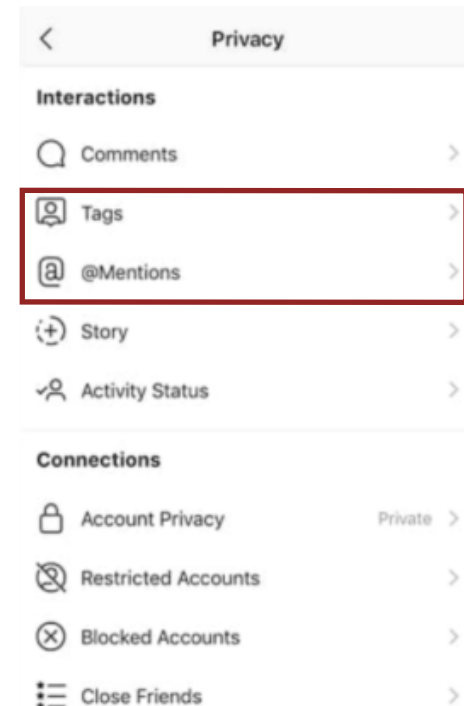 Privacy
Interactions
Comments
Tags
@Mentions
Story
Activity Status
Connections
Account Privacy Private
Restricted Accounts
Blocked Accounts
Close Friends